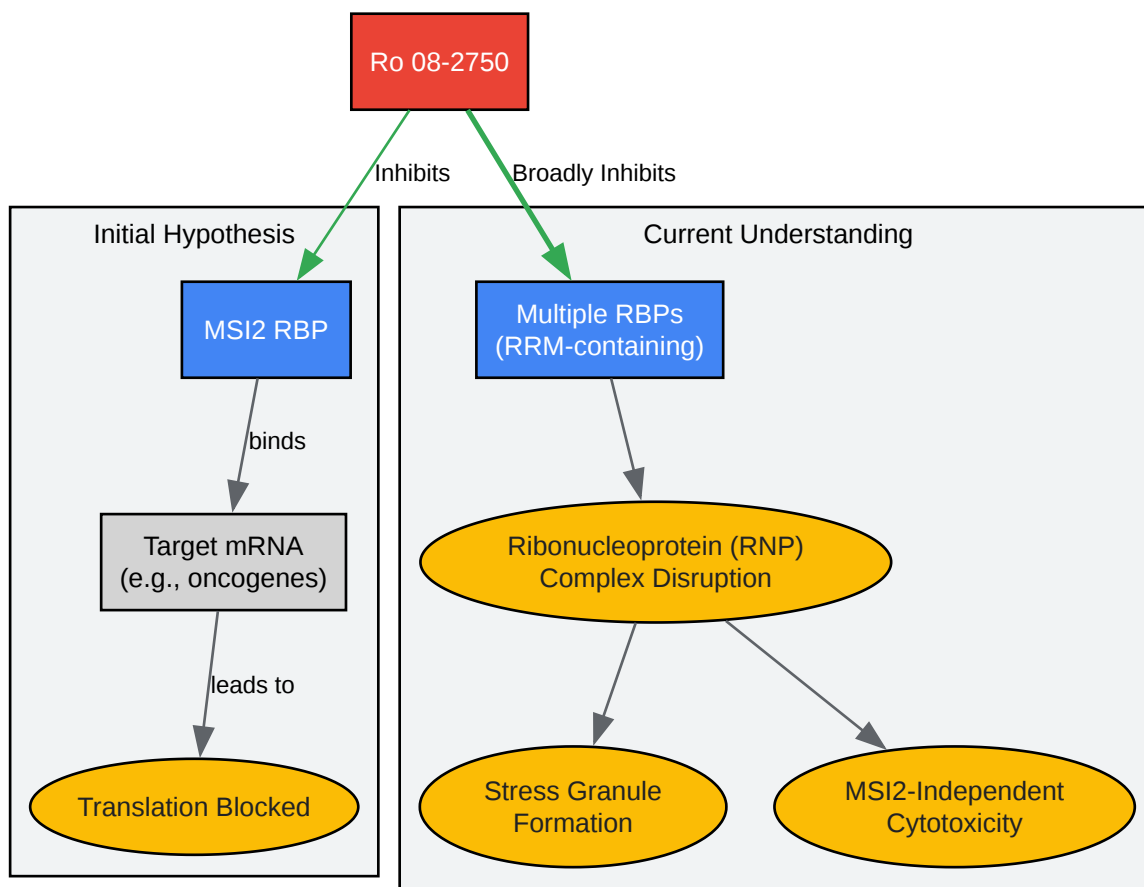 Ro 08-2750
Inhibits
Broadly Inhibits
Initial Hypothesis
MSI2 RBP
binds
Target mRNA
(e.g., oncogenes)
leads to
Translation Blocked
Current Understanding
Multiple RBPs
(RRM-containing)
Ribonucleoprotein (RNP)
Complex Disruption
Stress Granule
Formation
MSI2-Independent
Cytotoxicity